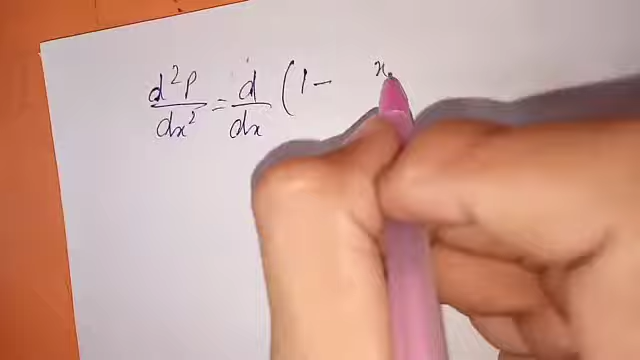 d²P/dx² = d/dx (1- x